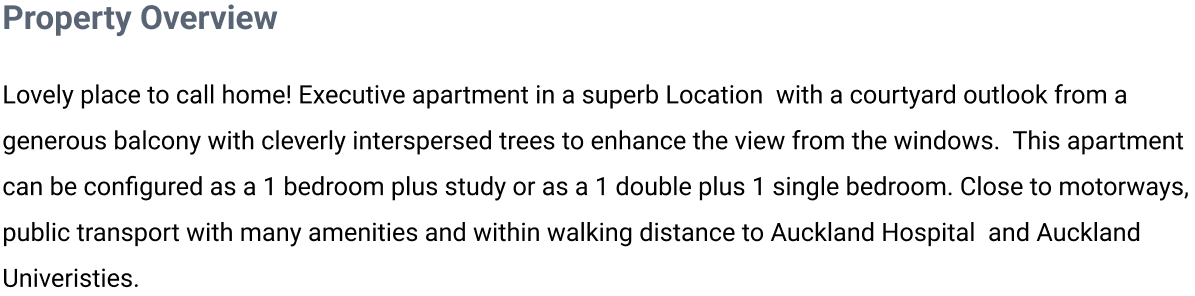 Property Overview
Lovely place to call home! Executive apartment in a superb Location  with a courtyard outlook from a
generous balcony with cleverly interspersed trees to enhance the view from the windows.  This apartment
can be configured as a 1 bedroom plus study or as a 1 double plus 1 single bedroom. Close to motorways,
public transport with many amenities and within walking distance to Auckland Hospital  and Auckland
Univeristies.